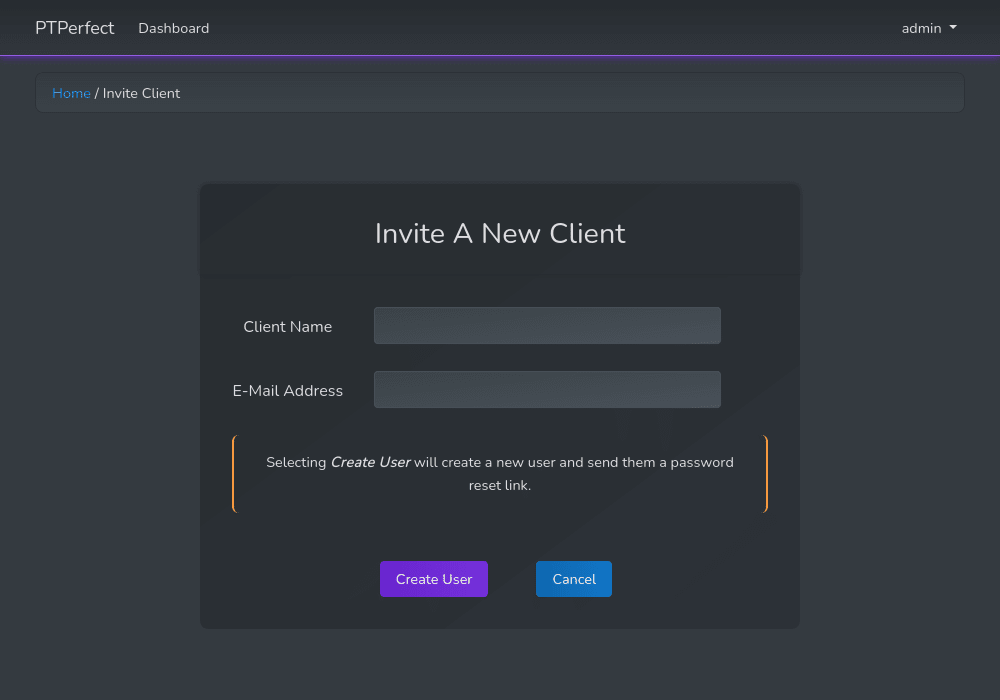 PTPerfect Dashboard admin
Home / Invite Client
Invite A New Client
Client Name
E-Mail Address
Selecting Create User will create a new user and send them a password
reset link.
Create User Cancel